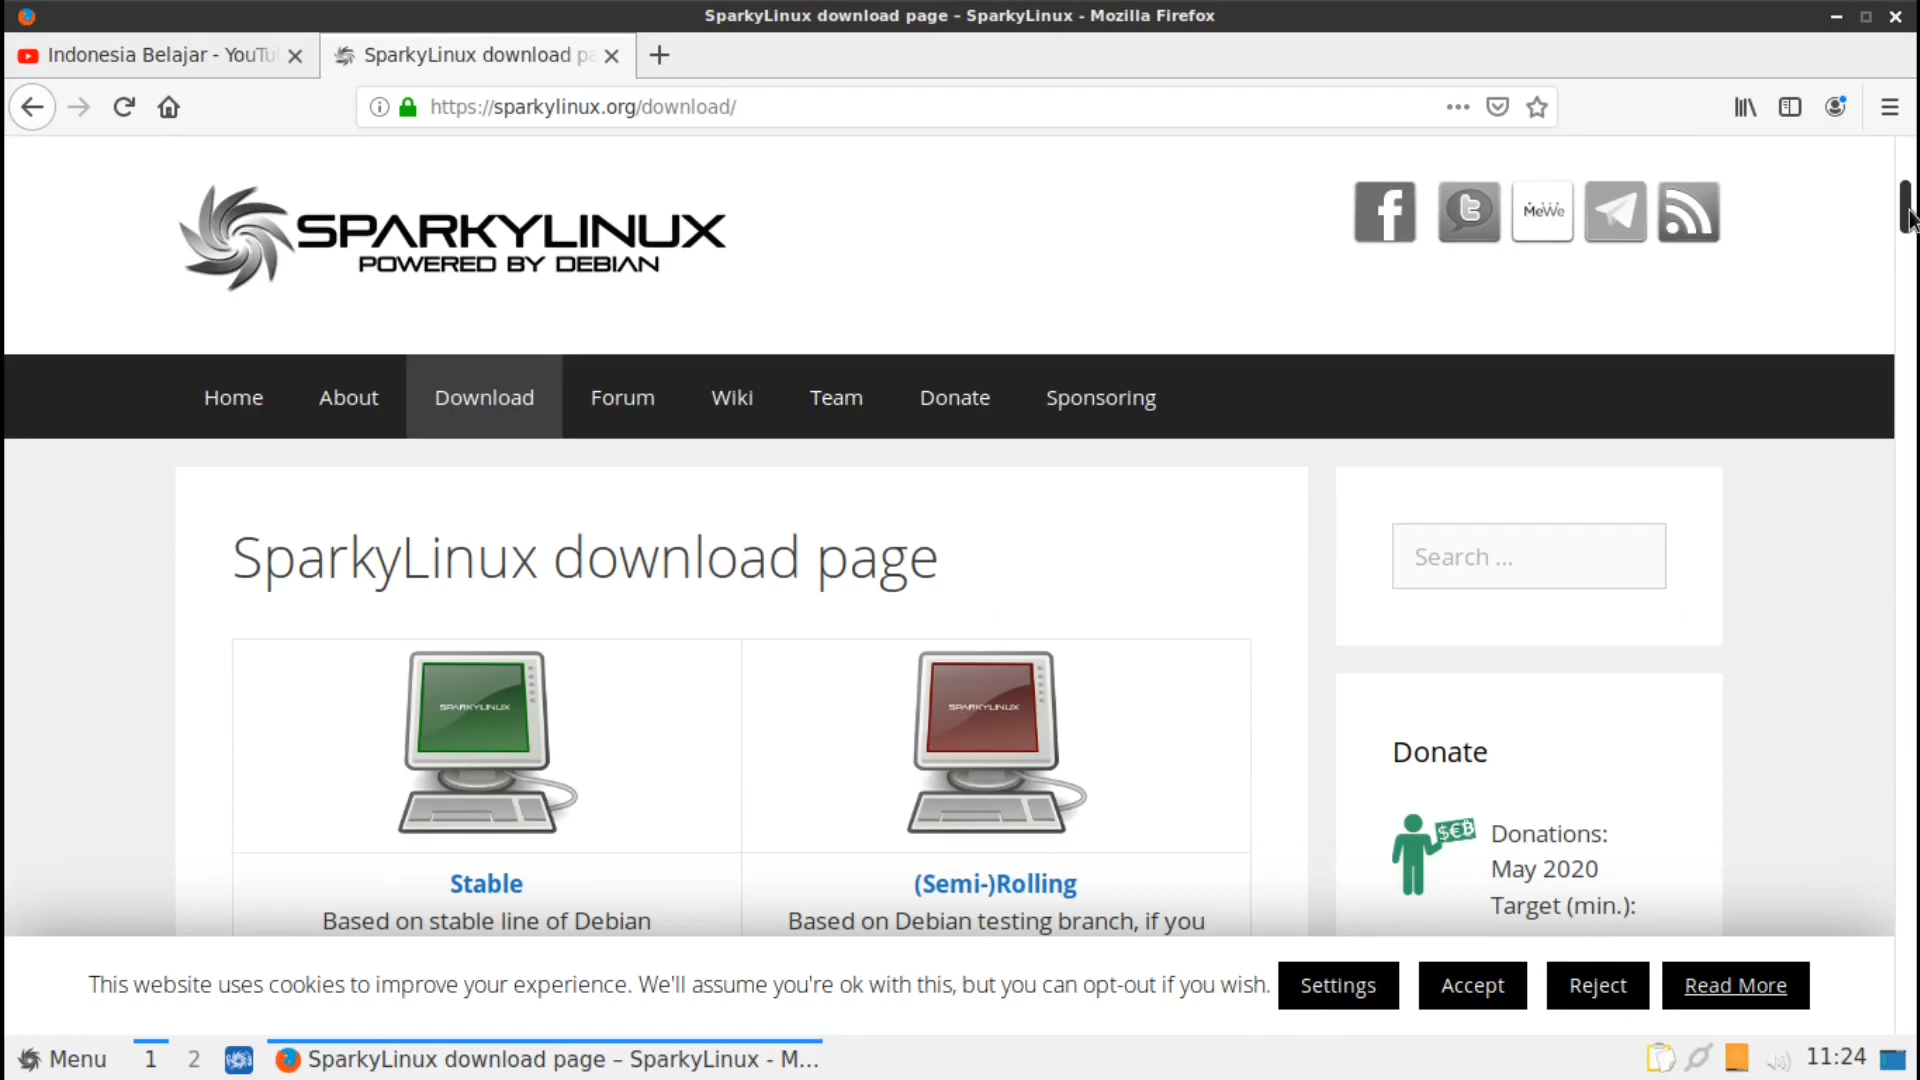 SparkyLinux download page – SparkyLinux - Mozilla Firefox
Indonesia Belajar - YouTu
SparkyLinux download pa
https://sparkylinux.org/download/
SPARKYLINUX
POWERED BY DEBIAN
MeWe
Home About Download Forum Wiki Team Donate Sponsoring
SparkyLinux download page
Search ...
SPARKYLINUX SPARKYLINUX
Donate
$€₿
Donations:
May 2020
Target (min.):
Stable
Based on stable line of Debian
(Semi-)Rolling
Based on Debian testing branch, if you
This website uses cookies to improve your experience. We'll assume you're ok with this, but you can opt-out if you wish. Settings Accept Reject Read More
Menu 1 2 SparkyLinux download page – SparkyLinux - M... 11:24